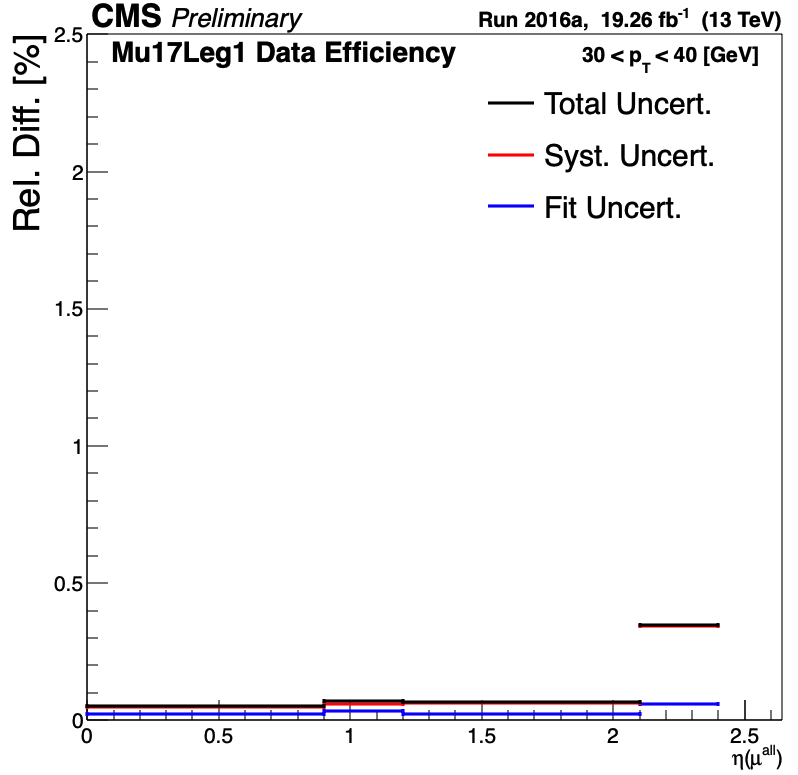 CMS Preliminary Run 2016a, 19.26 fb⁻¹ (13 TeV)
Mu17Leg1 Data Efficiency 30 < p_T < 40 [GeV]
Total Uncert.
Syst. Uncert.
Fit Uncert.
Rel. Diff. [%]
2.5
2
1.5
1
0.5
0
0 0.5 1 1.5 2 2.5
η(μ^all)